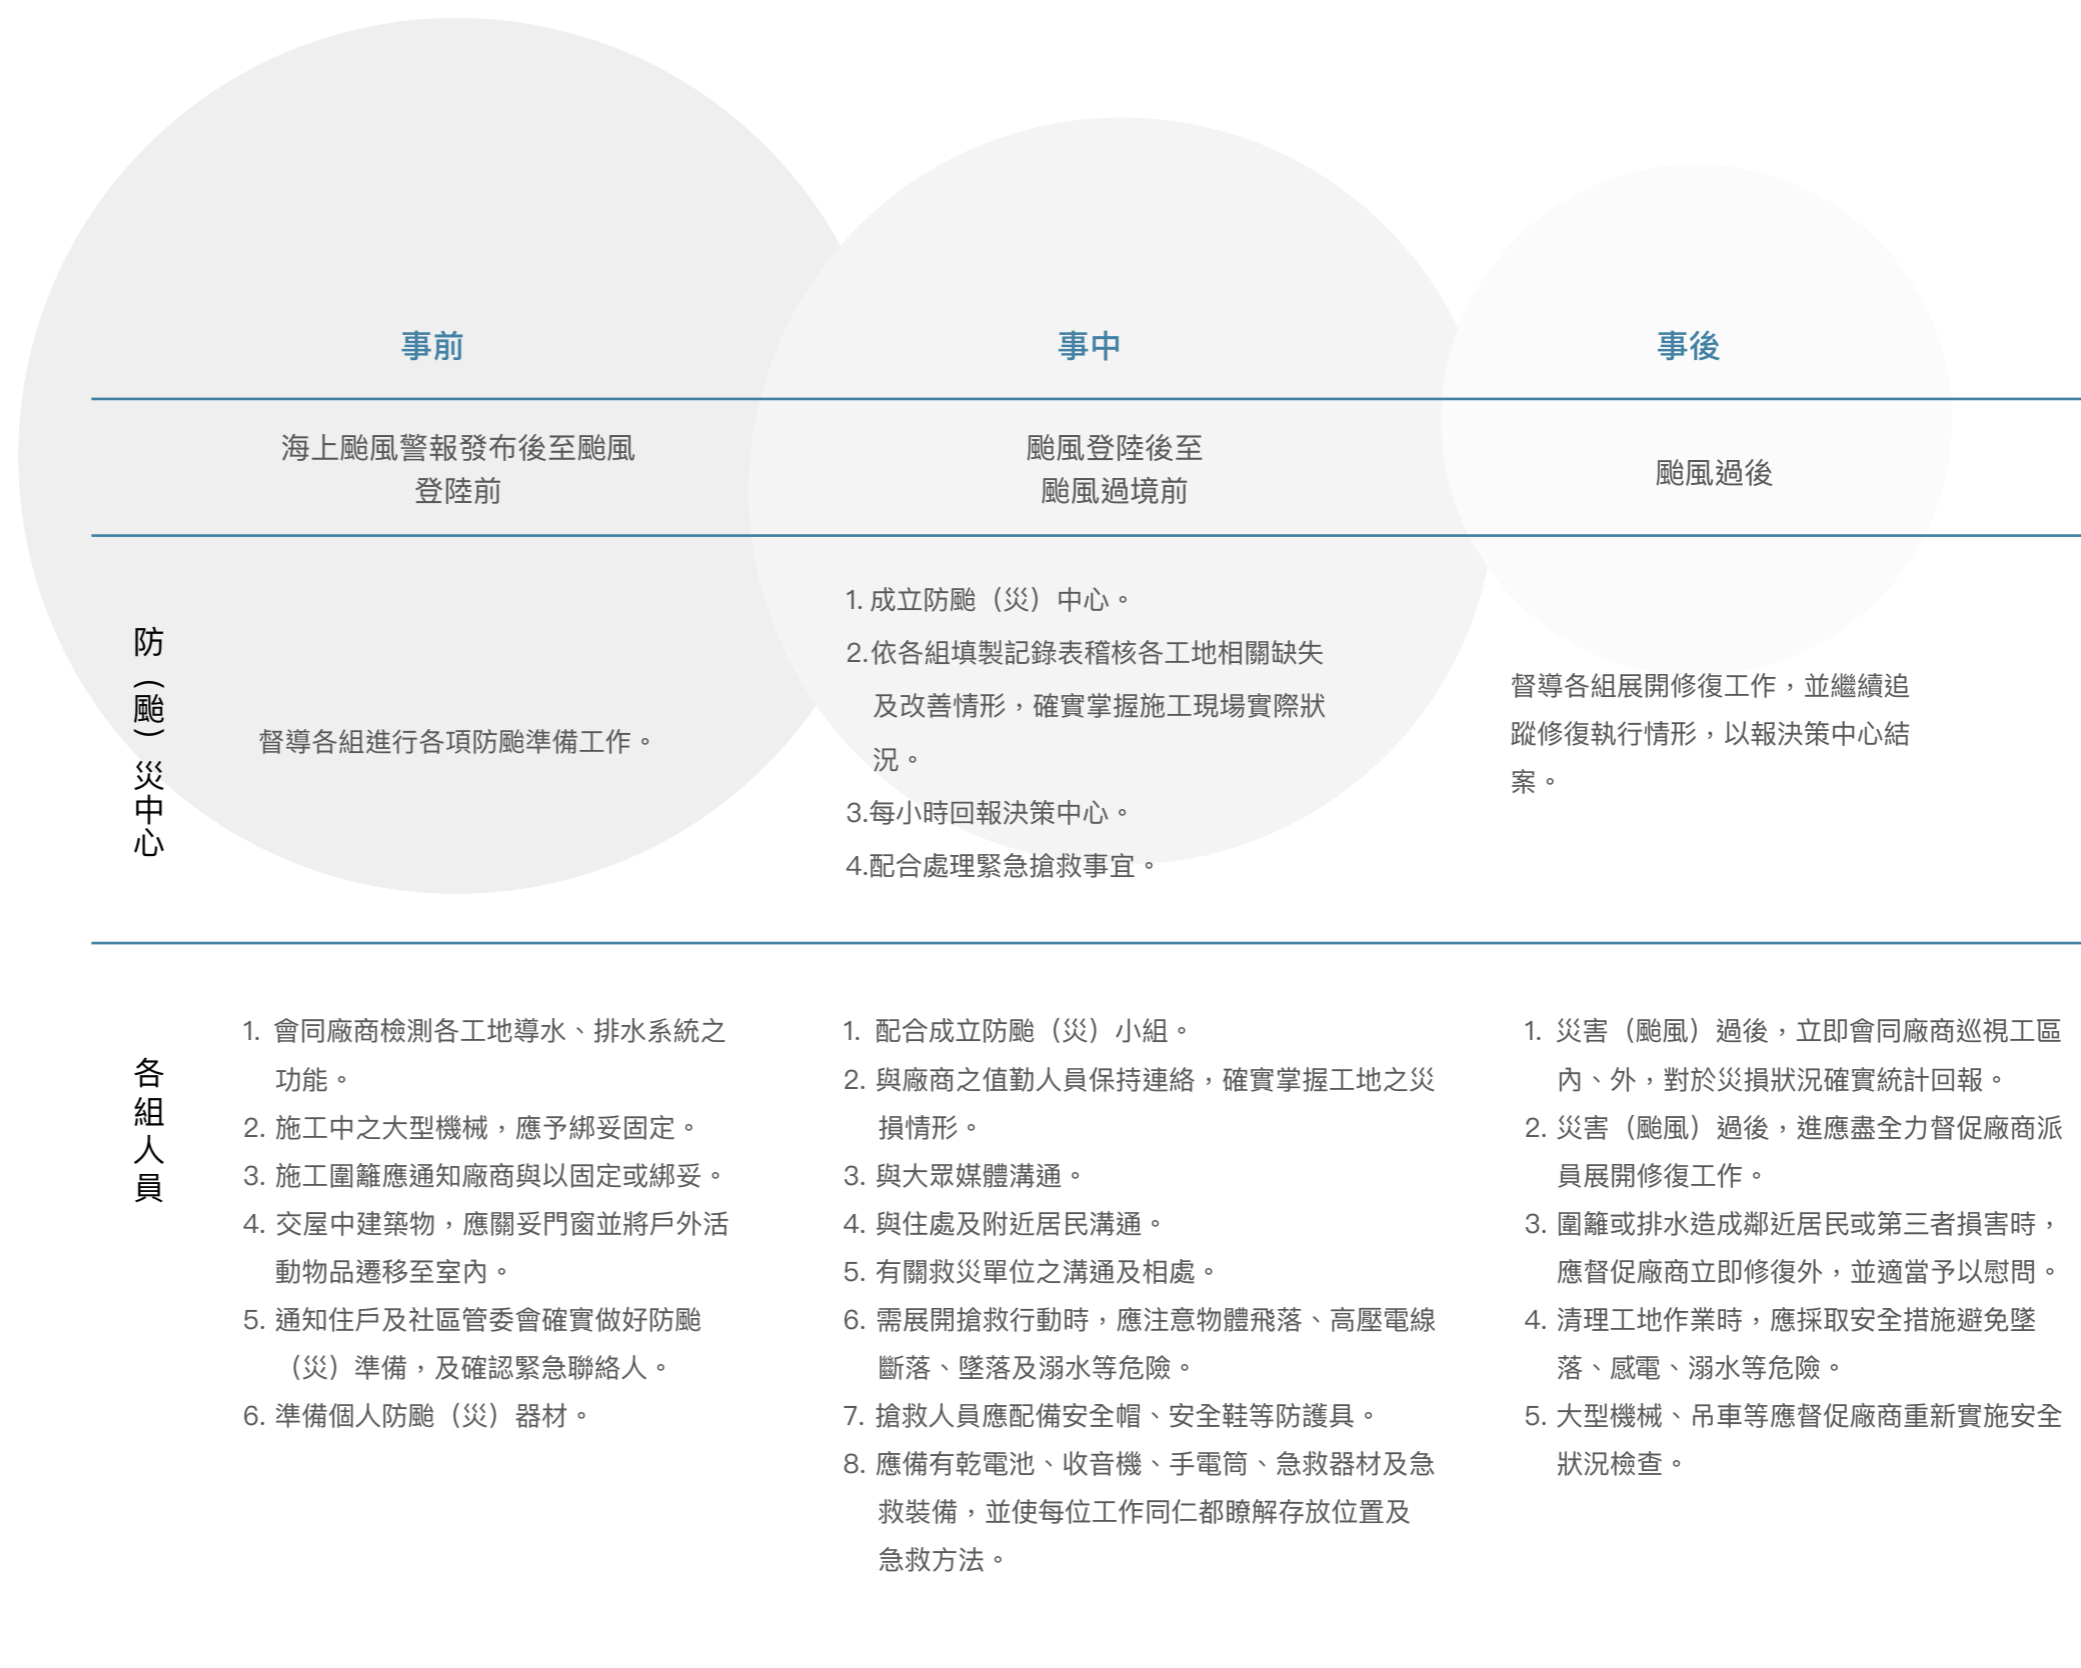 事前
事中
事後
海上颱風警報發布後至颱風
登陸前
颱風登陸後至
颱風過境前
颱風過後
防（颱）災中心
督導各組進行各項防颱準備工作。
1. 成立防颱（災）中心。
2.依各組填製記錄表稽核各工地相關缺失
及改善情形，確實掌握施工現場實際狀
況。
3.每小時回報決策中心。
4.配合處理緊急搶救事宜。
督導各組展開修復工作，並繼續追
蹤修復執行情形，以報決策中心結
案。
各組人員
1. 會同廠商檢測各工地導水、排水系統之
功能。
2. 施工中之大型機械，應予綁妥固定。
3. 施工圍籬應通知廠商與以固定或綁妥。
4. 交屋中建築物，應關妥門窗並將戶外活
動物品遷移至室內。
5. 通知住戶及社區管委會確實做好防颱
（災）準備，及確認緊急聯絡人。
6. 準備個人防颱（災）器材。
1. 配合成立防颱（災）小組。
2. 與廠商之值勤人員保持連絡，確實掌握工地之災
損情形。
3. 與大眾媒體溝通。
4. 與住處及附近居民溝通。
5. 有關救災單位之溝通及相處。
6. 需展開搶救行動時，應注意物體飛落、高壓電線
斷落、墜落及溺水等危險。
7. 搶救人員應配備安全帽、安全鞋等防護具。
8. 應備有乾電池、收音機、手電筒、急救器材及急
救裝備，並使每位工作同仁都瞭解存放位置及
急救方法。
1. 災害（颱風）過後，立即會同廠商巡視工區
內、外，對於災損狀況確實統計回報。
2. 災害（颱風）過後，進應盡全力督促廠商派
員展開修復工作。
3. 圍籬或排水造成鄰近居民或第三者損害時，
應督促廠商立即修復外，並適當予以慰問。
4. 清理工地作業時，應採取安全措施避免墜
落、感電、溺水等危險。
5. 大型機械、吊車等應督促廠商重新實施安全
狀況檢查。